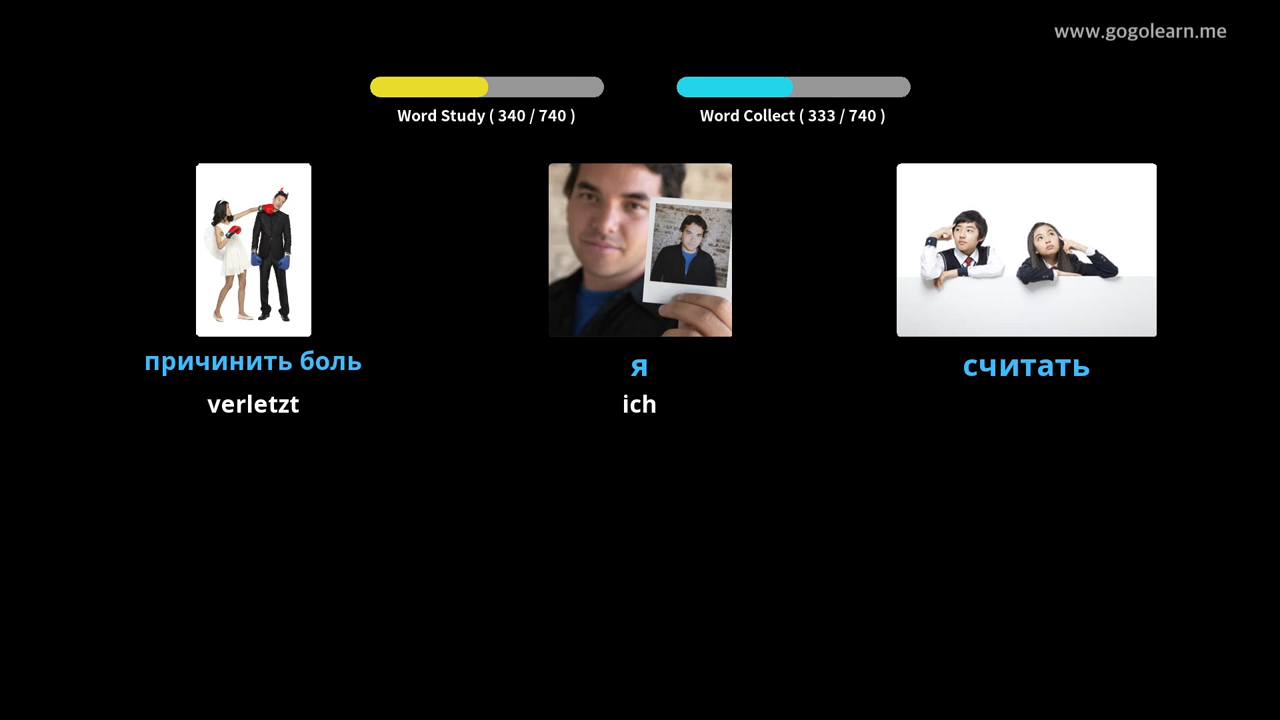 www.gogolearn.me
Word Study ( 340 / 740 )
Word Collect ( 333 / 740 )
причинить боль
я
считать
verletzt
ich